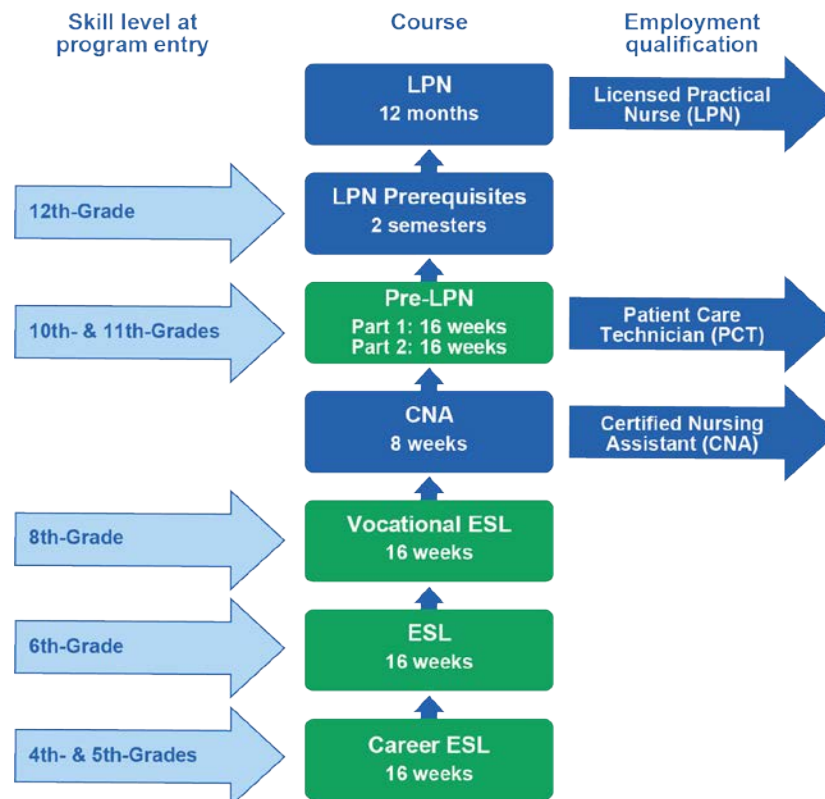 Skill level at
program entry
Course
Employment
qualification
LPN
12 months
Licensed Practical
Nurse (LPN)
12th-Grade
LPN Prerequisites
2 semesters
10th- & 11th-Grades
Pre-LPN
Part 1: 16 weeks
Part 2: 16 weeks
Patient Care
Technician (PCT)
CNA
8 weeks
Certified Nursing
Assistant (CNA)
8th-Grade
Vocational ESL
16 weeks
6th-Grade
ESL
16 weeks
4th- & 5th-Grades
Career ESL
16 weeks